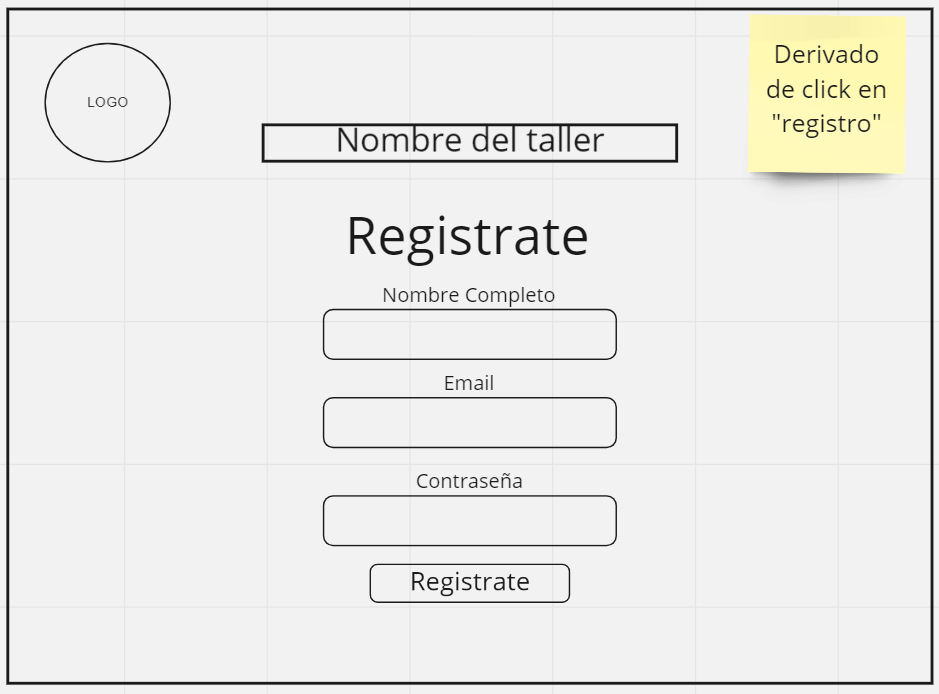 LOGO
Derivado
de click en
"registro"
Nombre del taller
Registrate
Nombre Completo
Email
Contraseña
Registrate